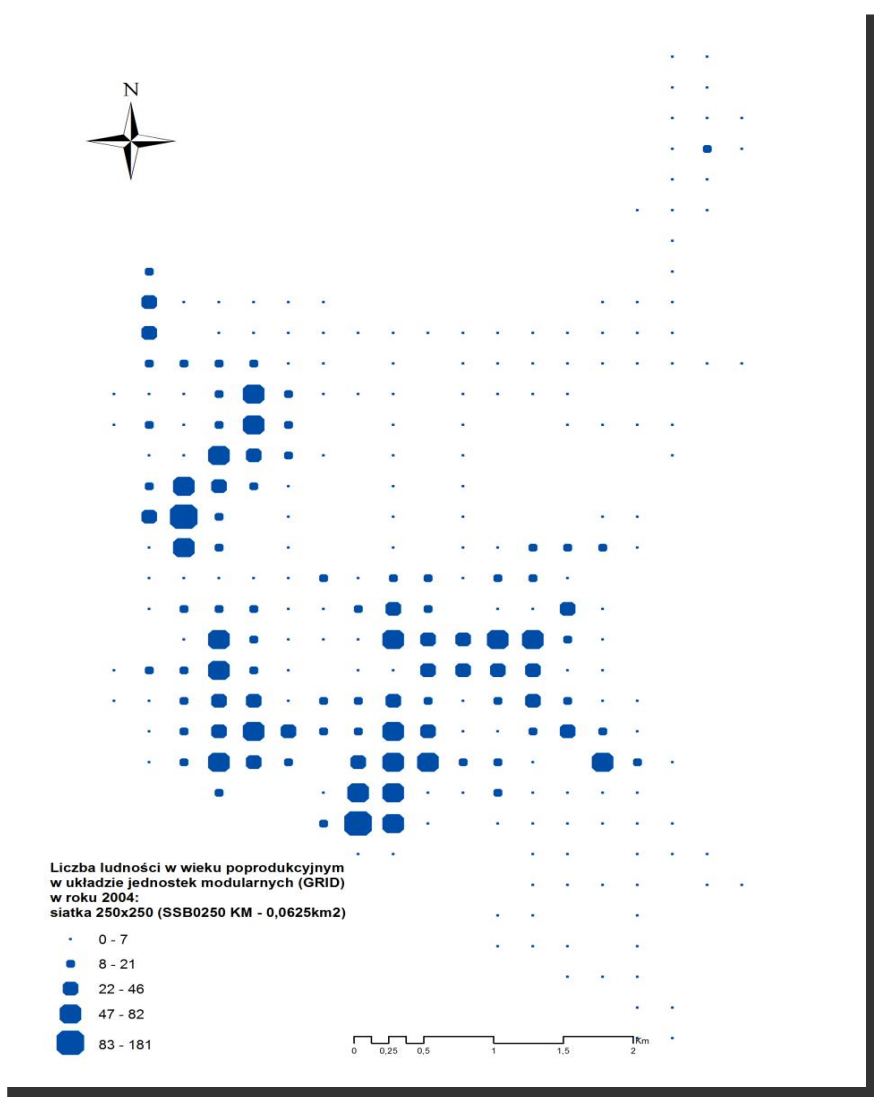 N
Liczba ludności w wieku poprodukcyjnym
w układzie jednostek modularnych (GRID)
w roku 2004:
siatka 250x250 (SSB0250 KM - 0,0625km2)
0 - 7
8 - 21
22 - 46
47 - 82
83 - 181
Km
0 0,25 0,5 1 1,5 2